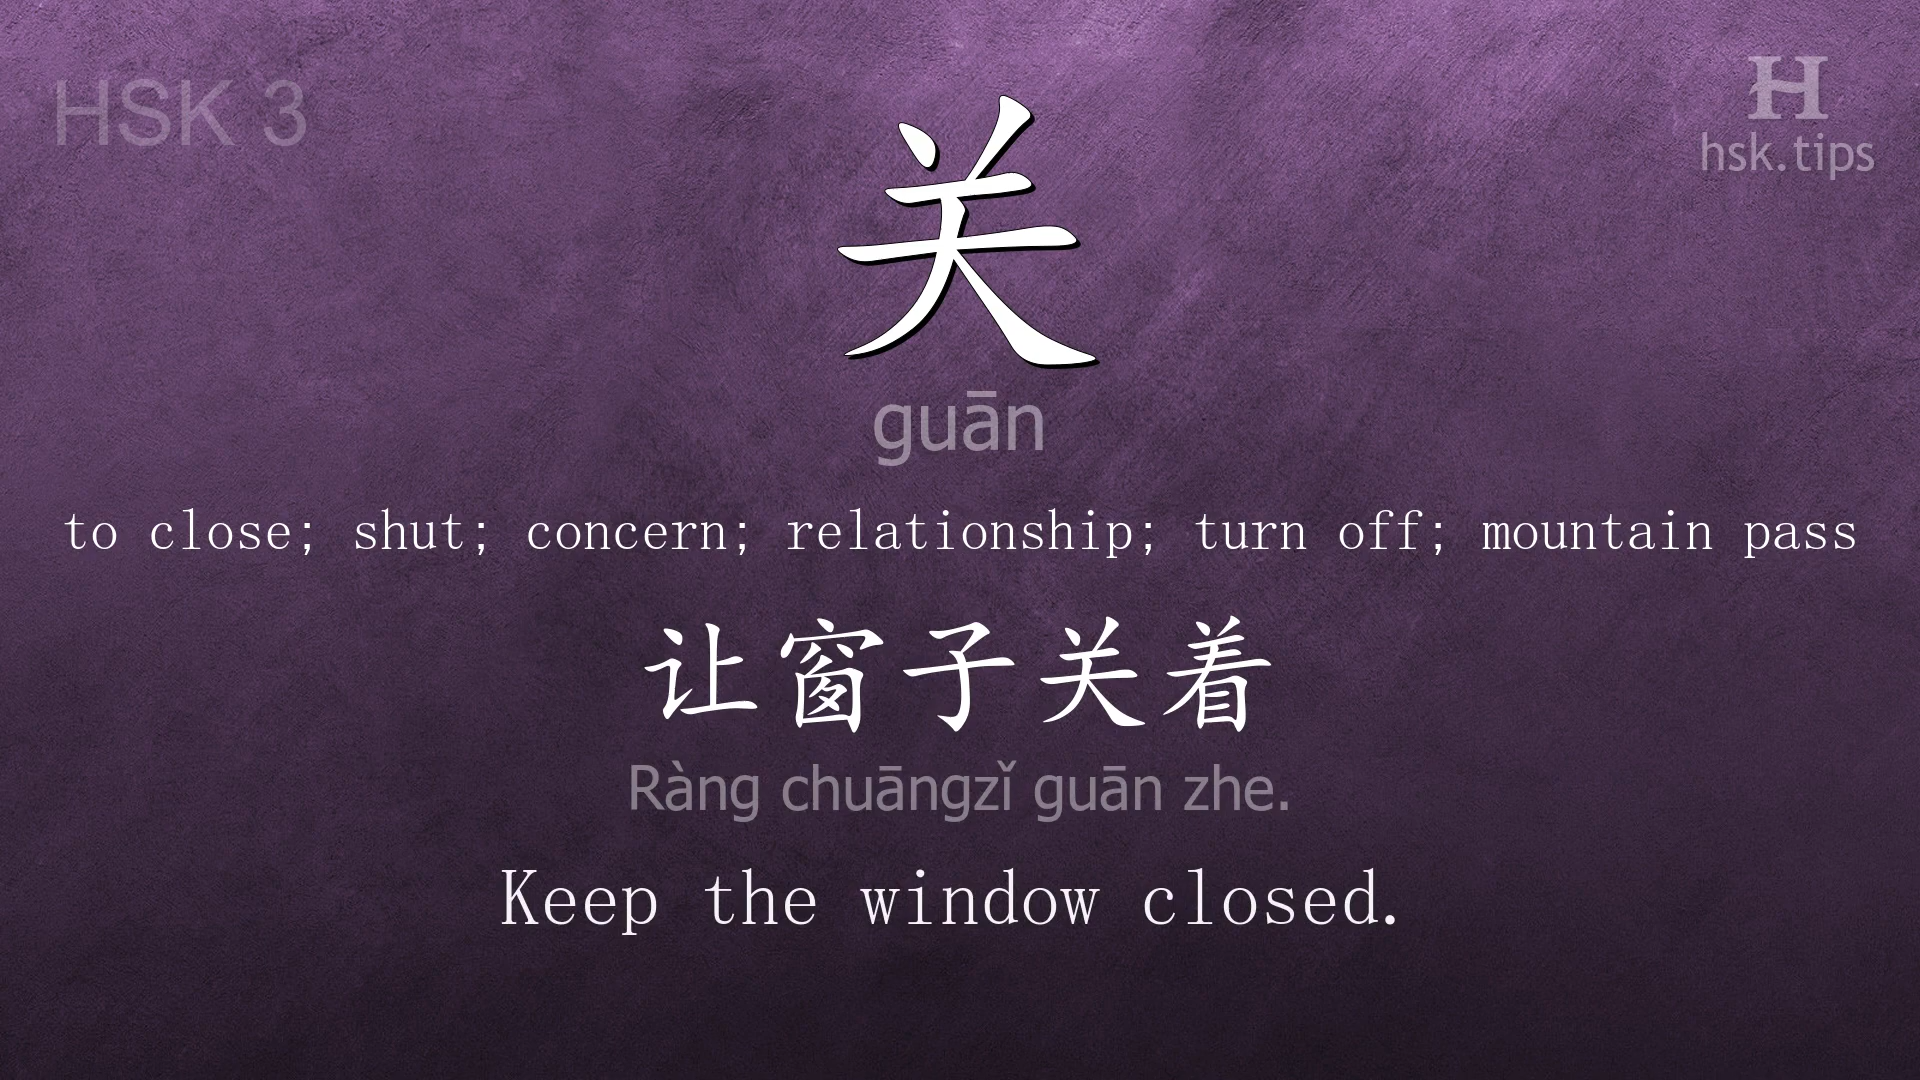 HSK 3
H
hsk.tips
关
guān
to close; shut; concern; relationship; turn off; mountain pass
让窗子关着
Ràng chuāngzǐ guān zhe.
Keep the window closed.